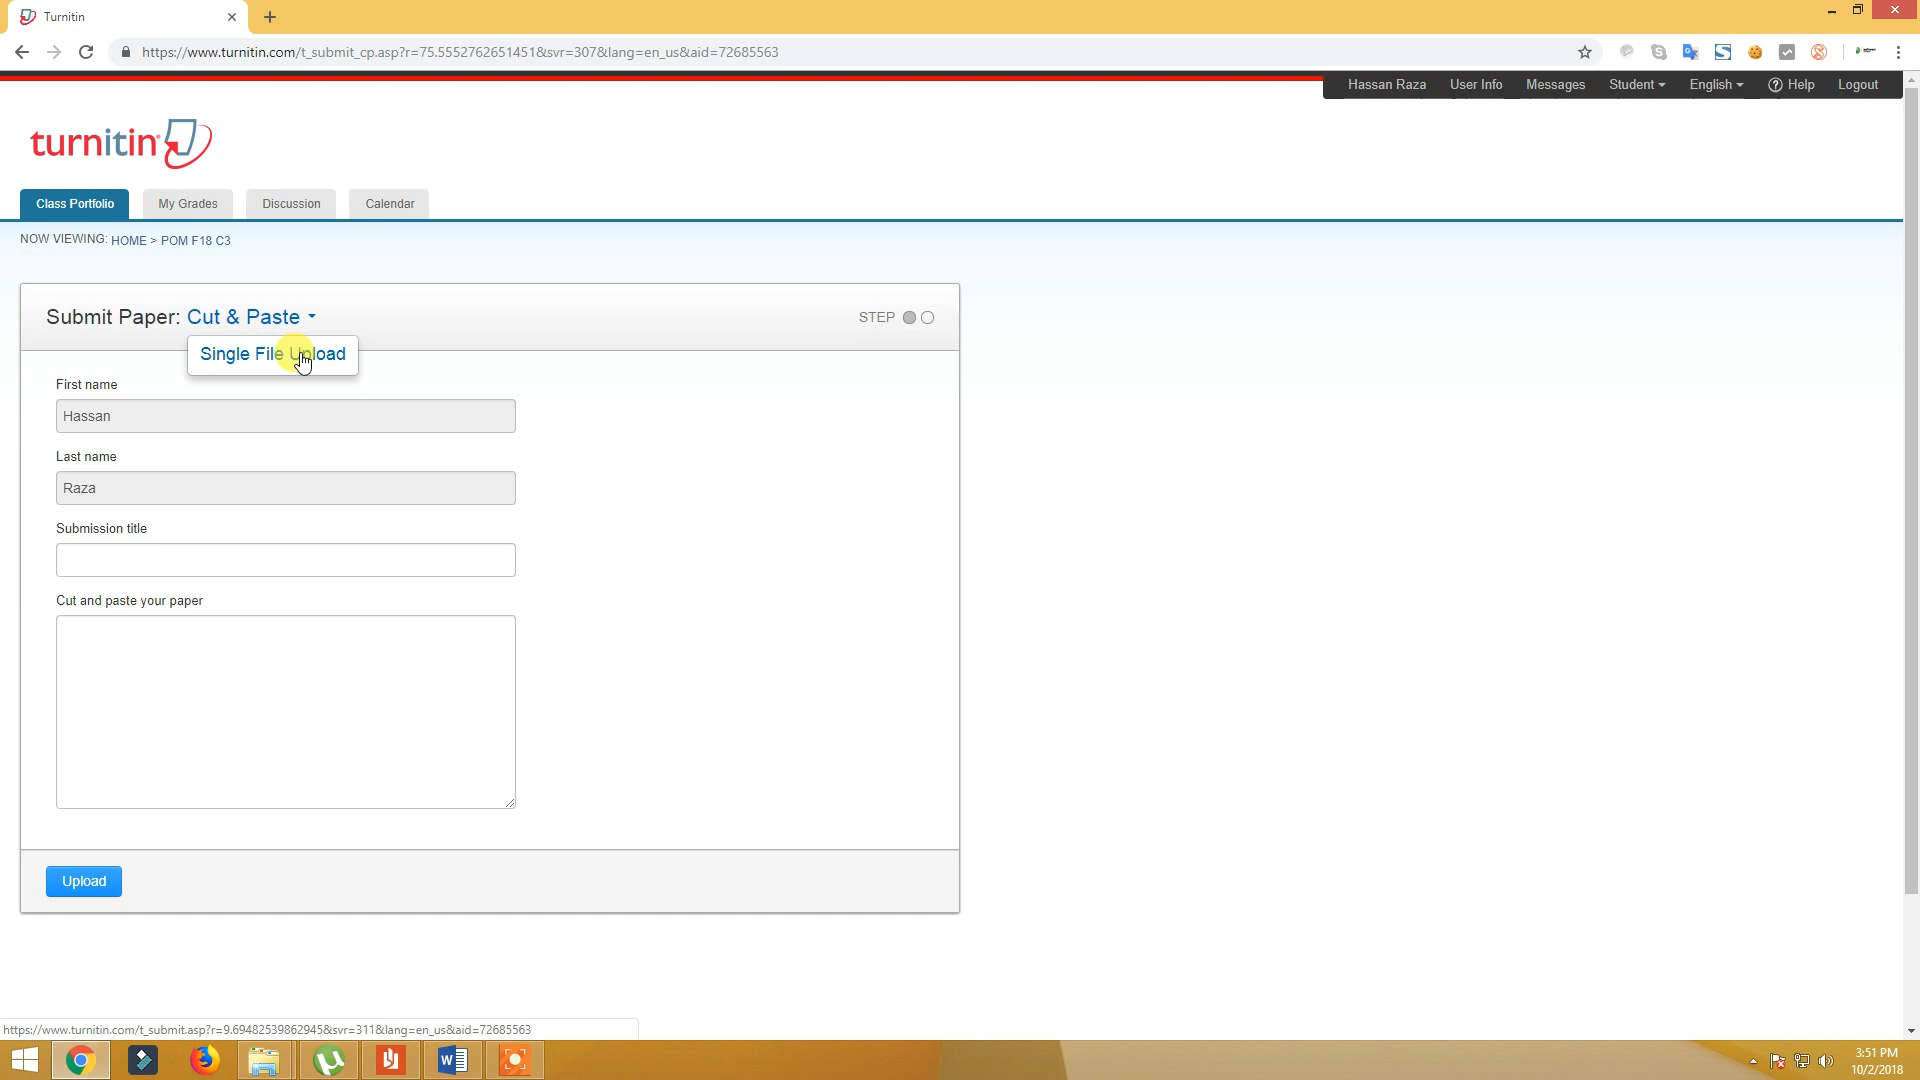 Turnitin
https://www.turnitin.com/t_submit_cp.asp?r=75.5552762651451&svr=307&lang=en_us&aid=72685563
Hassan Raza User Info Messages Student English Help Logout
turnitin
Class Portfolio My Grades Discussion Calendar
NOW VIEWING: HOME > POM F18 C3
Submit Paper: Cut & Paste STEP
Single File Upload
First name
Hassan
Last name
Raza
Submission title
Cut and paste your paper
Upload
https://www.turnitin.com/t_submit.asp?r=9.69482539862945&svr=311&lang=en_us&aid=72685563
3:51 PM
10/2/2018